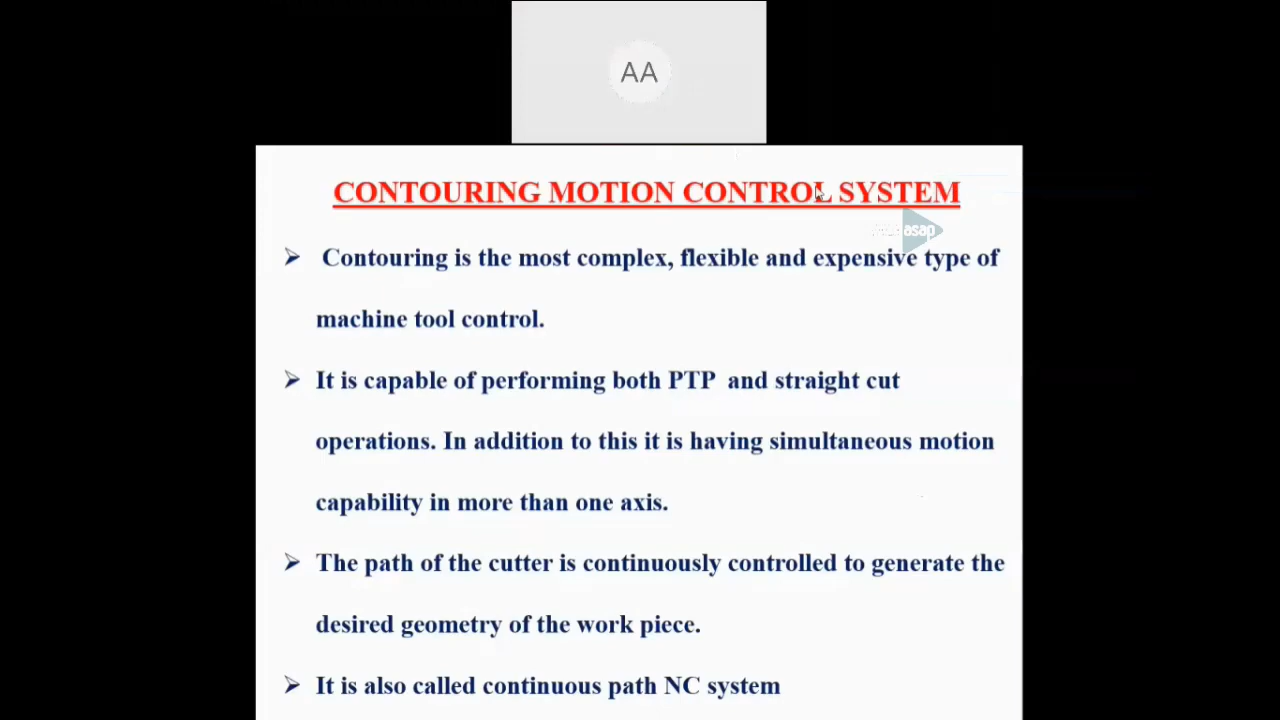 AA
CONTOURING MOTION CONTROL SYSTEM
asap
➢ Contouring is the most complex, flexible and expensive type of
machine tool control.
➢ It is capable of performing both PTP and straight cut
operations. In addition to this it is having simultaneous motion
capability in more than one axis.
➢ The path of the cutter is continuously controlled to generate the
desired geometry of the work piece.
➢ It is also called continuous path NC system